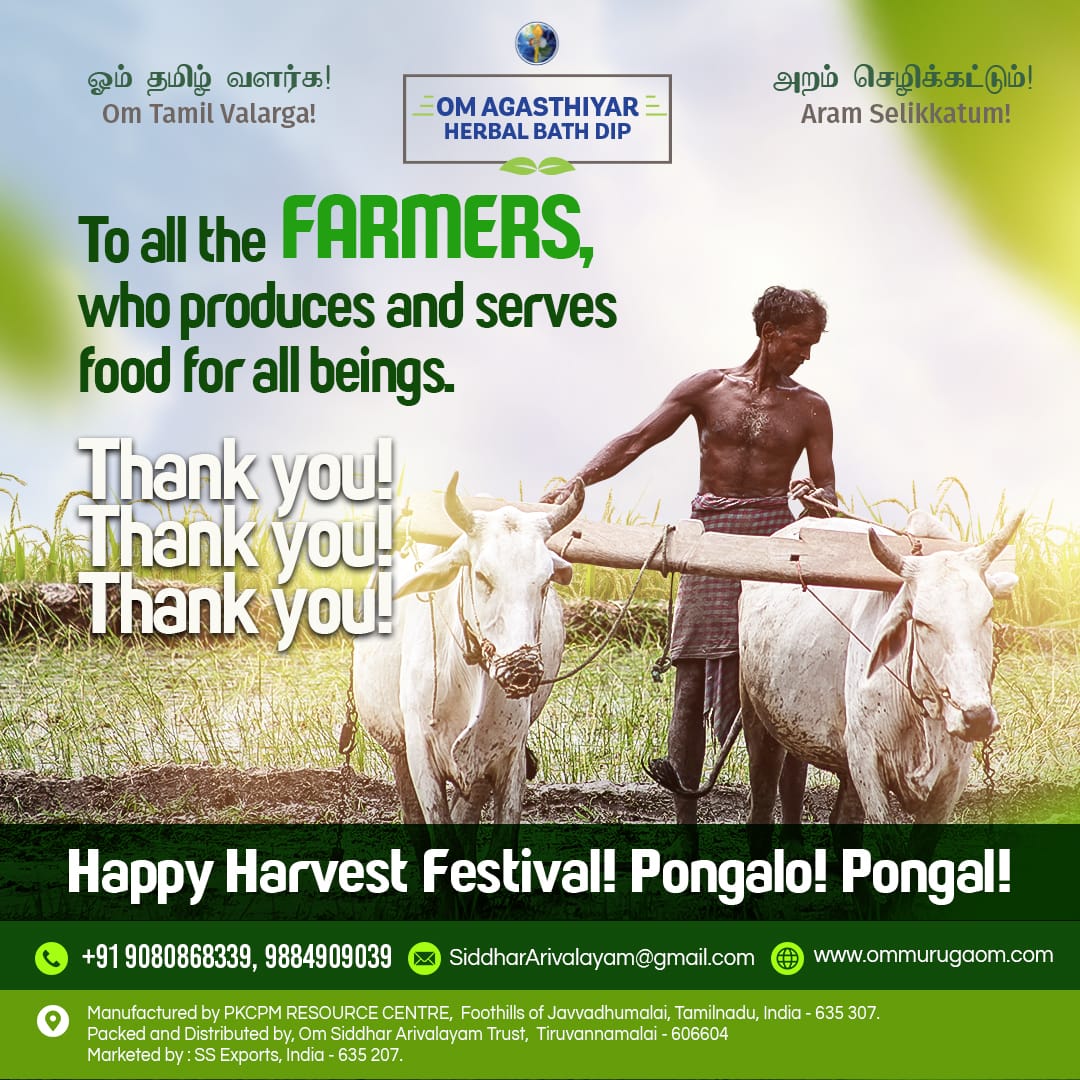 ஓம் தமிழ் வளர்க!
Om Tamil Valarga!
OM AGASTHIYAR
HERBAL BATH DIP
அறம் செழிக்கட்டும்!
Aram Selikkatum!
To all the FARMERS,
who produces and serves
food for all beings.
Thank you!
Thank you!
Thank you!
Happy Harvest Festival! Pongalo! Pongal!
+91 9080868339, 9884909039 SiddharArivalayam@gmail.com www.ommurugaom.com
Manufactured by PKCPM RESOURCE CENTRE, Foothills of Javvadhumalai, Tamilnadu, India - 635 307.
Packed and Distributed by, Om Siddhar Arivalayam Trust, Tiruvannamalai - 606604
Marketed by : SS Exports, India - 635 207.